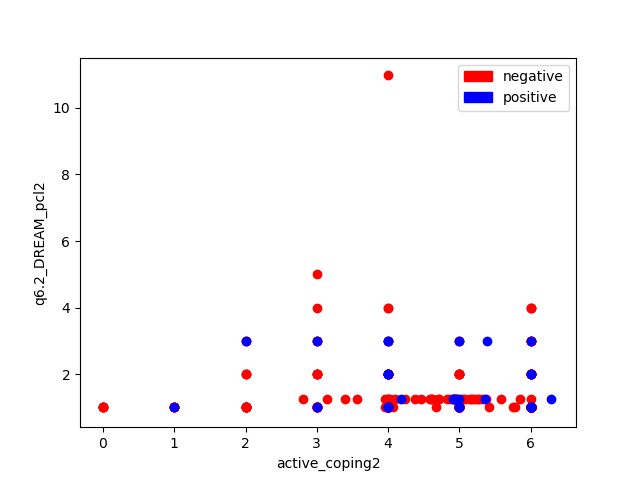 negative
positive
10
8
6
4
2
q6.2_DREAM_pcl2
0 1 2 3 4 5 6
active_coping2